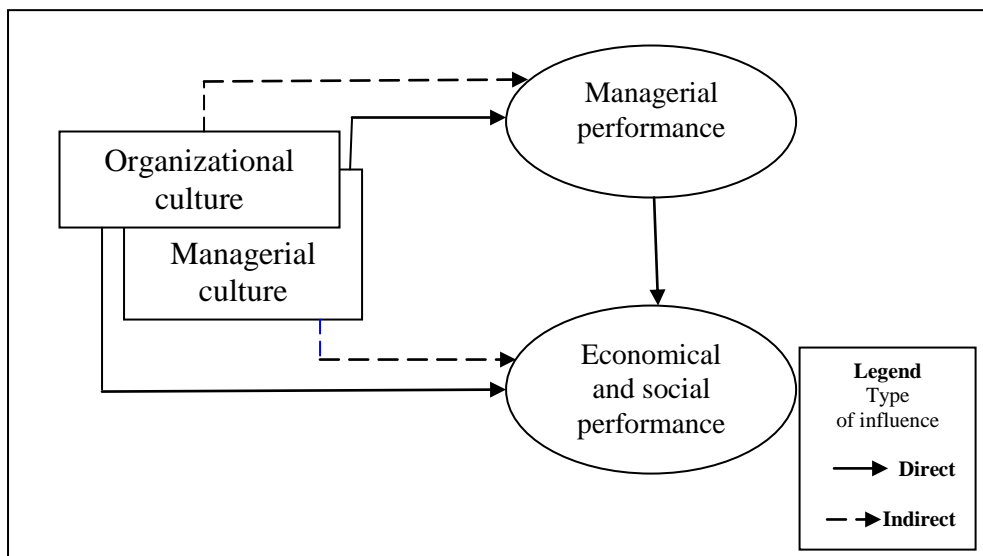 Managerial
performance
Organizational
culture
Managerial
culture
Economical
and social
performance
Legend
Type
of influence
Direct
Indirect